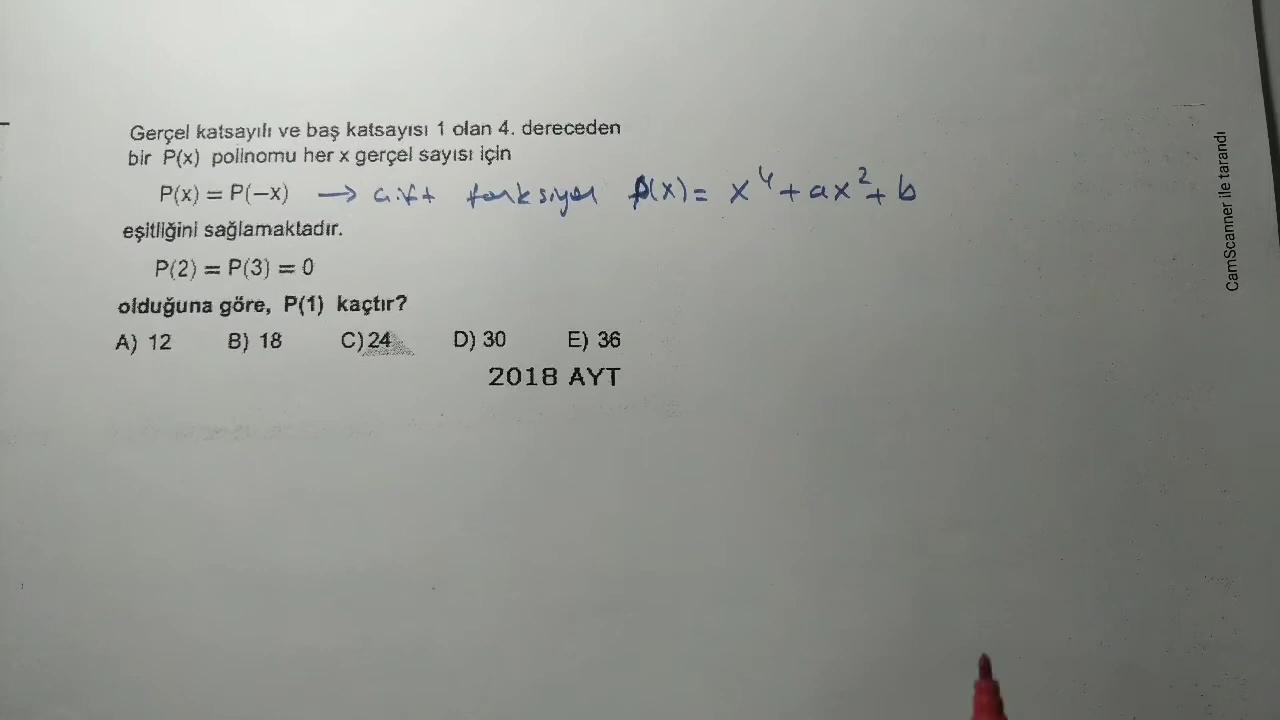 Gerçel katsayılı ve baş katsayısı 1 olan 4. dereceden
bir P(x) polinomu her x gerçel sayısı için
P(x) = P(−x) → çift fonksiyon P(x) = x⁴ + ax² + b
eşitliğini sağlamaktadır.
P(2) = P(3) = 0
olduğuna göre, P(1) kaçtır?
A) 12 B) 18 C) 24 D) 30 E) 36
2018 AYT
CamScanner ile tarandı